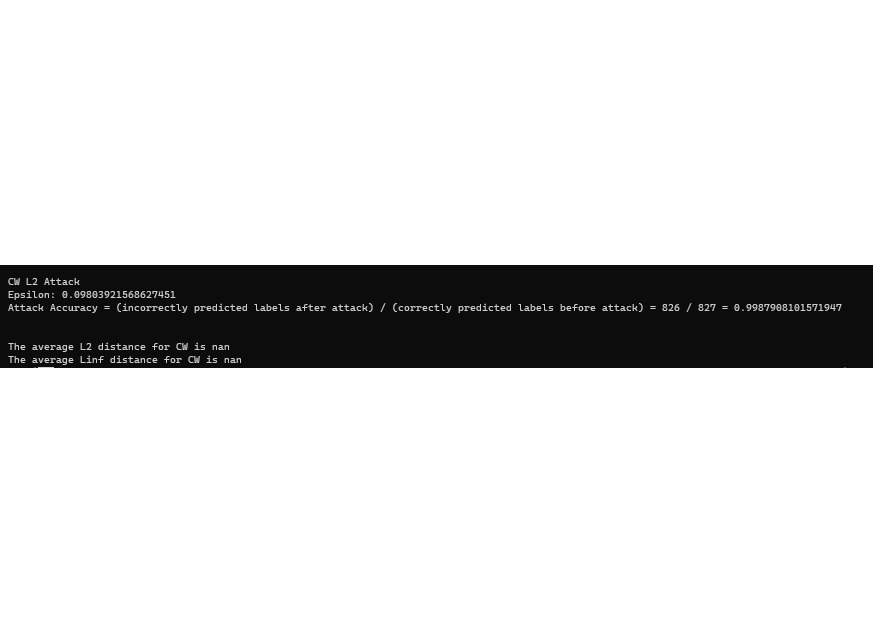 CW L2 Attack
Epsilon: 0.09803921568627451
Attack Accuracy = (incorrectly predicted labels after attack) / (correctly predicted labels before attack) = 826 / 827 = 0.9987908101571947
The average L2 distance for CW is nan
The average Linf distance for CW is nan